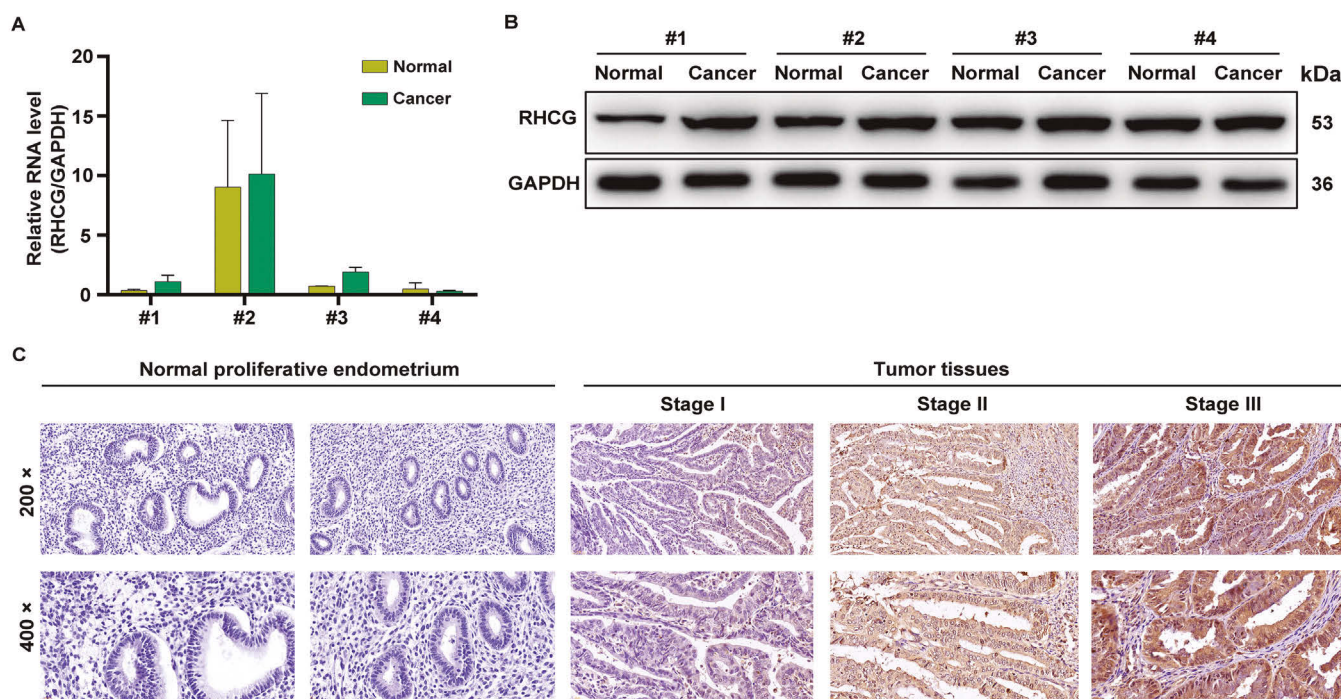 A
Relative RNA level
(RHCG/GAPDH)
20
15
10
5
0
Normal
Cancer
#1 #2 #3 #4
B
#1 #2 #3 #4
Normal Cancer Normal Cancer Normal Cancer Normal Cancer kDa
RHCG 53
GAPDH 36
C
Normal proliferative endometrium Tumor tissues
Stage I Stage II Stage III
200 ×
400 ×